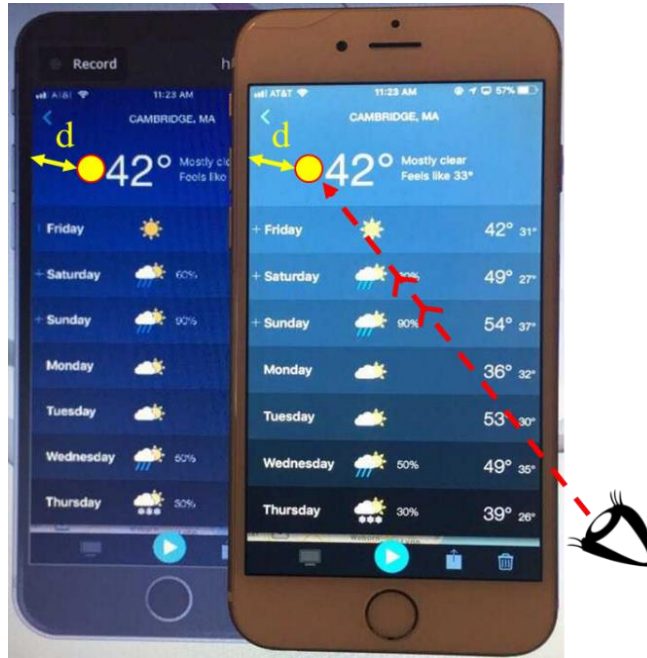 Record
AT&T 11:23 AM
CAMBRIDGE, MA
d
42° Mostly
Feels like
Friday
+ Saturday 60%
+ Sunday 90%
Monday
Tuesday
Wednesday 50%
Thursday 30%
AT&T 11:23 AM 57%
CAMBRIDGE, MA
d
42° Mostly clear
Feels like 33°
+ Friday 42° 31°
+ Saturday 49° 27°
+ Sunday 90% 54° 37°
Monday 36° 32°
Tuesday 53° 30°
Wednesday 50% 49° 35°
Thursday 30% 39° 26°